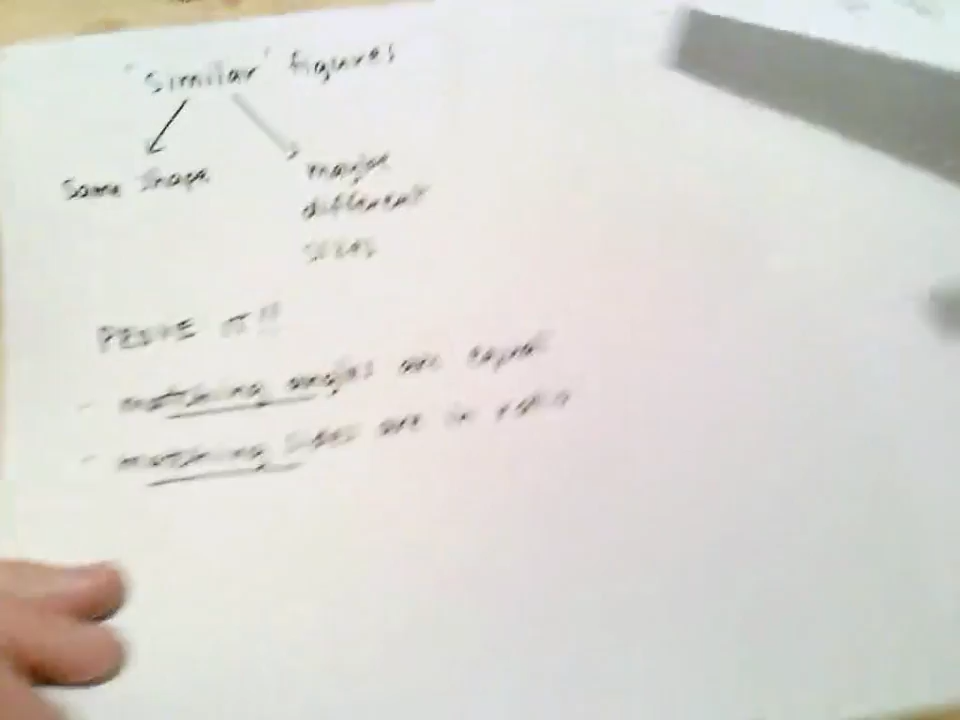 "Similar" figures
Same Shape
maybe
different
sizes
PROVE IT!!
- matching angles are equal
- matching sides are in ratio